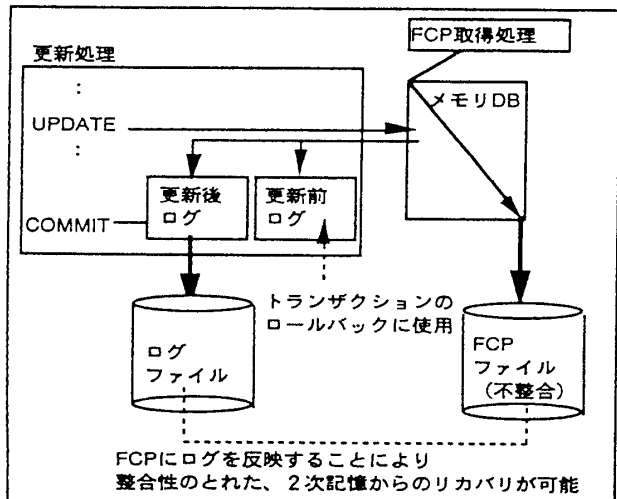 FCP取得処理
更新処理
:
メモリDB
UPDATE
:
更新後
ログ
更新前
ログ
COMMIT
トランザクションの
ロールバックに使用
ログ
ファイル
FCP
ファイル
(不整合)
FCPにログを反映することにより
整合性のとれた、2次記憶からのリカバリが可能